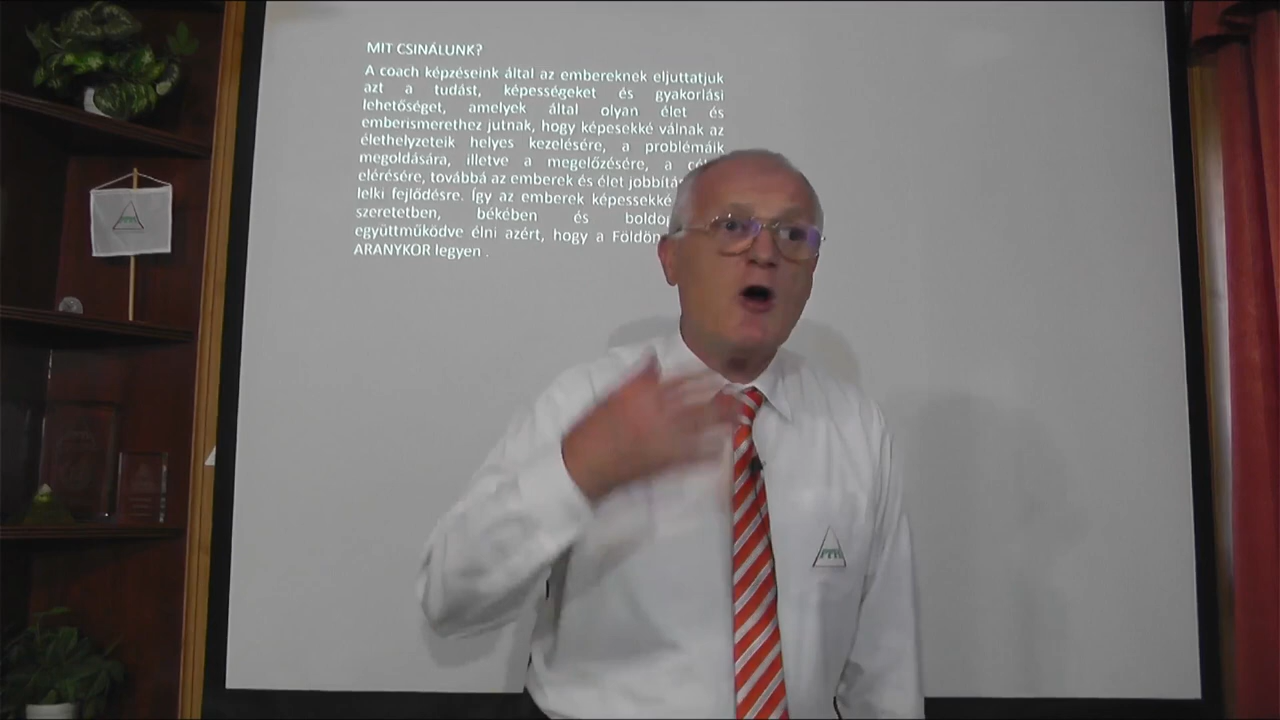 MIT CSINÁLUNK?
A coach képzéseink által az embereknek eljuttatjuk
azt a tudást, képességeket és gyakorlási
lehetőséget, amelyek által olyan élet és
emberismerethez jutnak, hogy képesekké válnak az
élethelyzeteik helyes kezelésére, a problémáik
megoldására, illetve a megelőzésére, a
elérésére, továbbá az emberek és élet
lelki fejlődésre. Így az emberek képessekké
szeretetben, békében és
együttműködve élni azért, hogy a
ARANYKOR legyen .